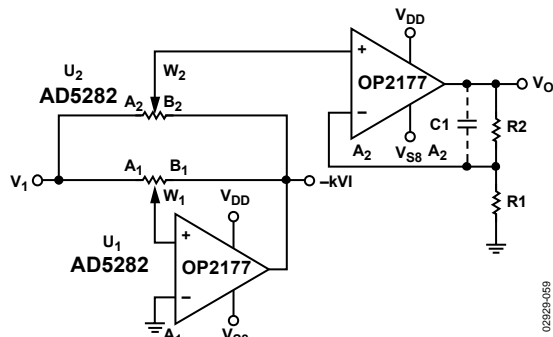 V1
U2
AD5282
A2
W2
B2
A1
B1
W1
–kVI
U1
AD5282
VDD
+
OP2177
–
A1
VDD
+
OP2177
–
A2
VS8
A2
C1
VO
R2
R1
02929-059